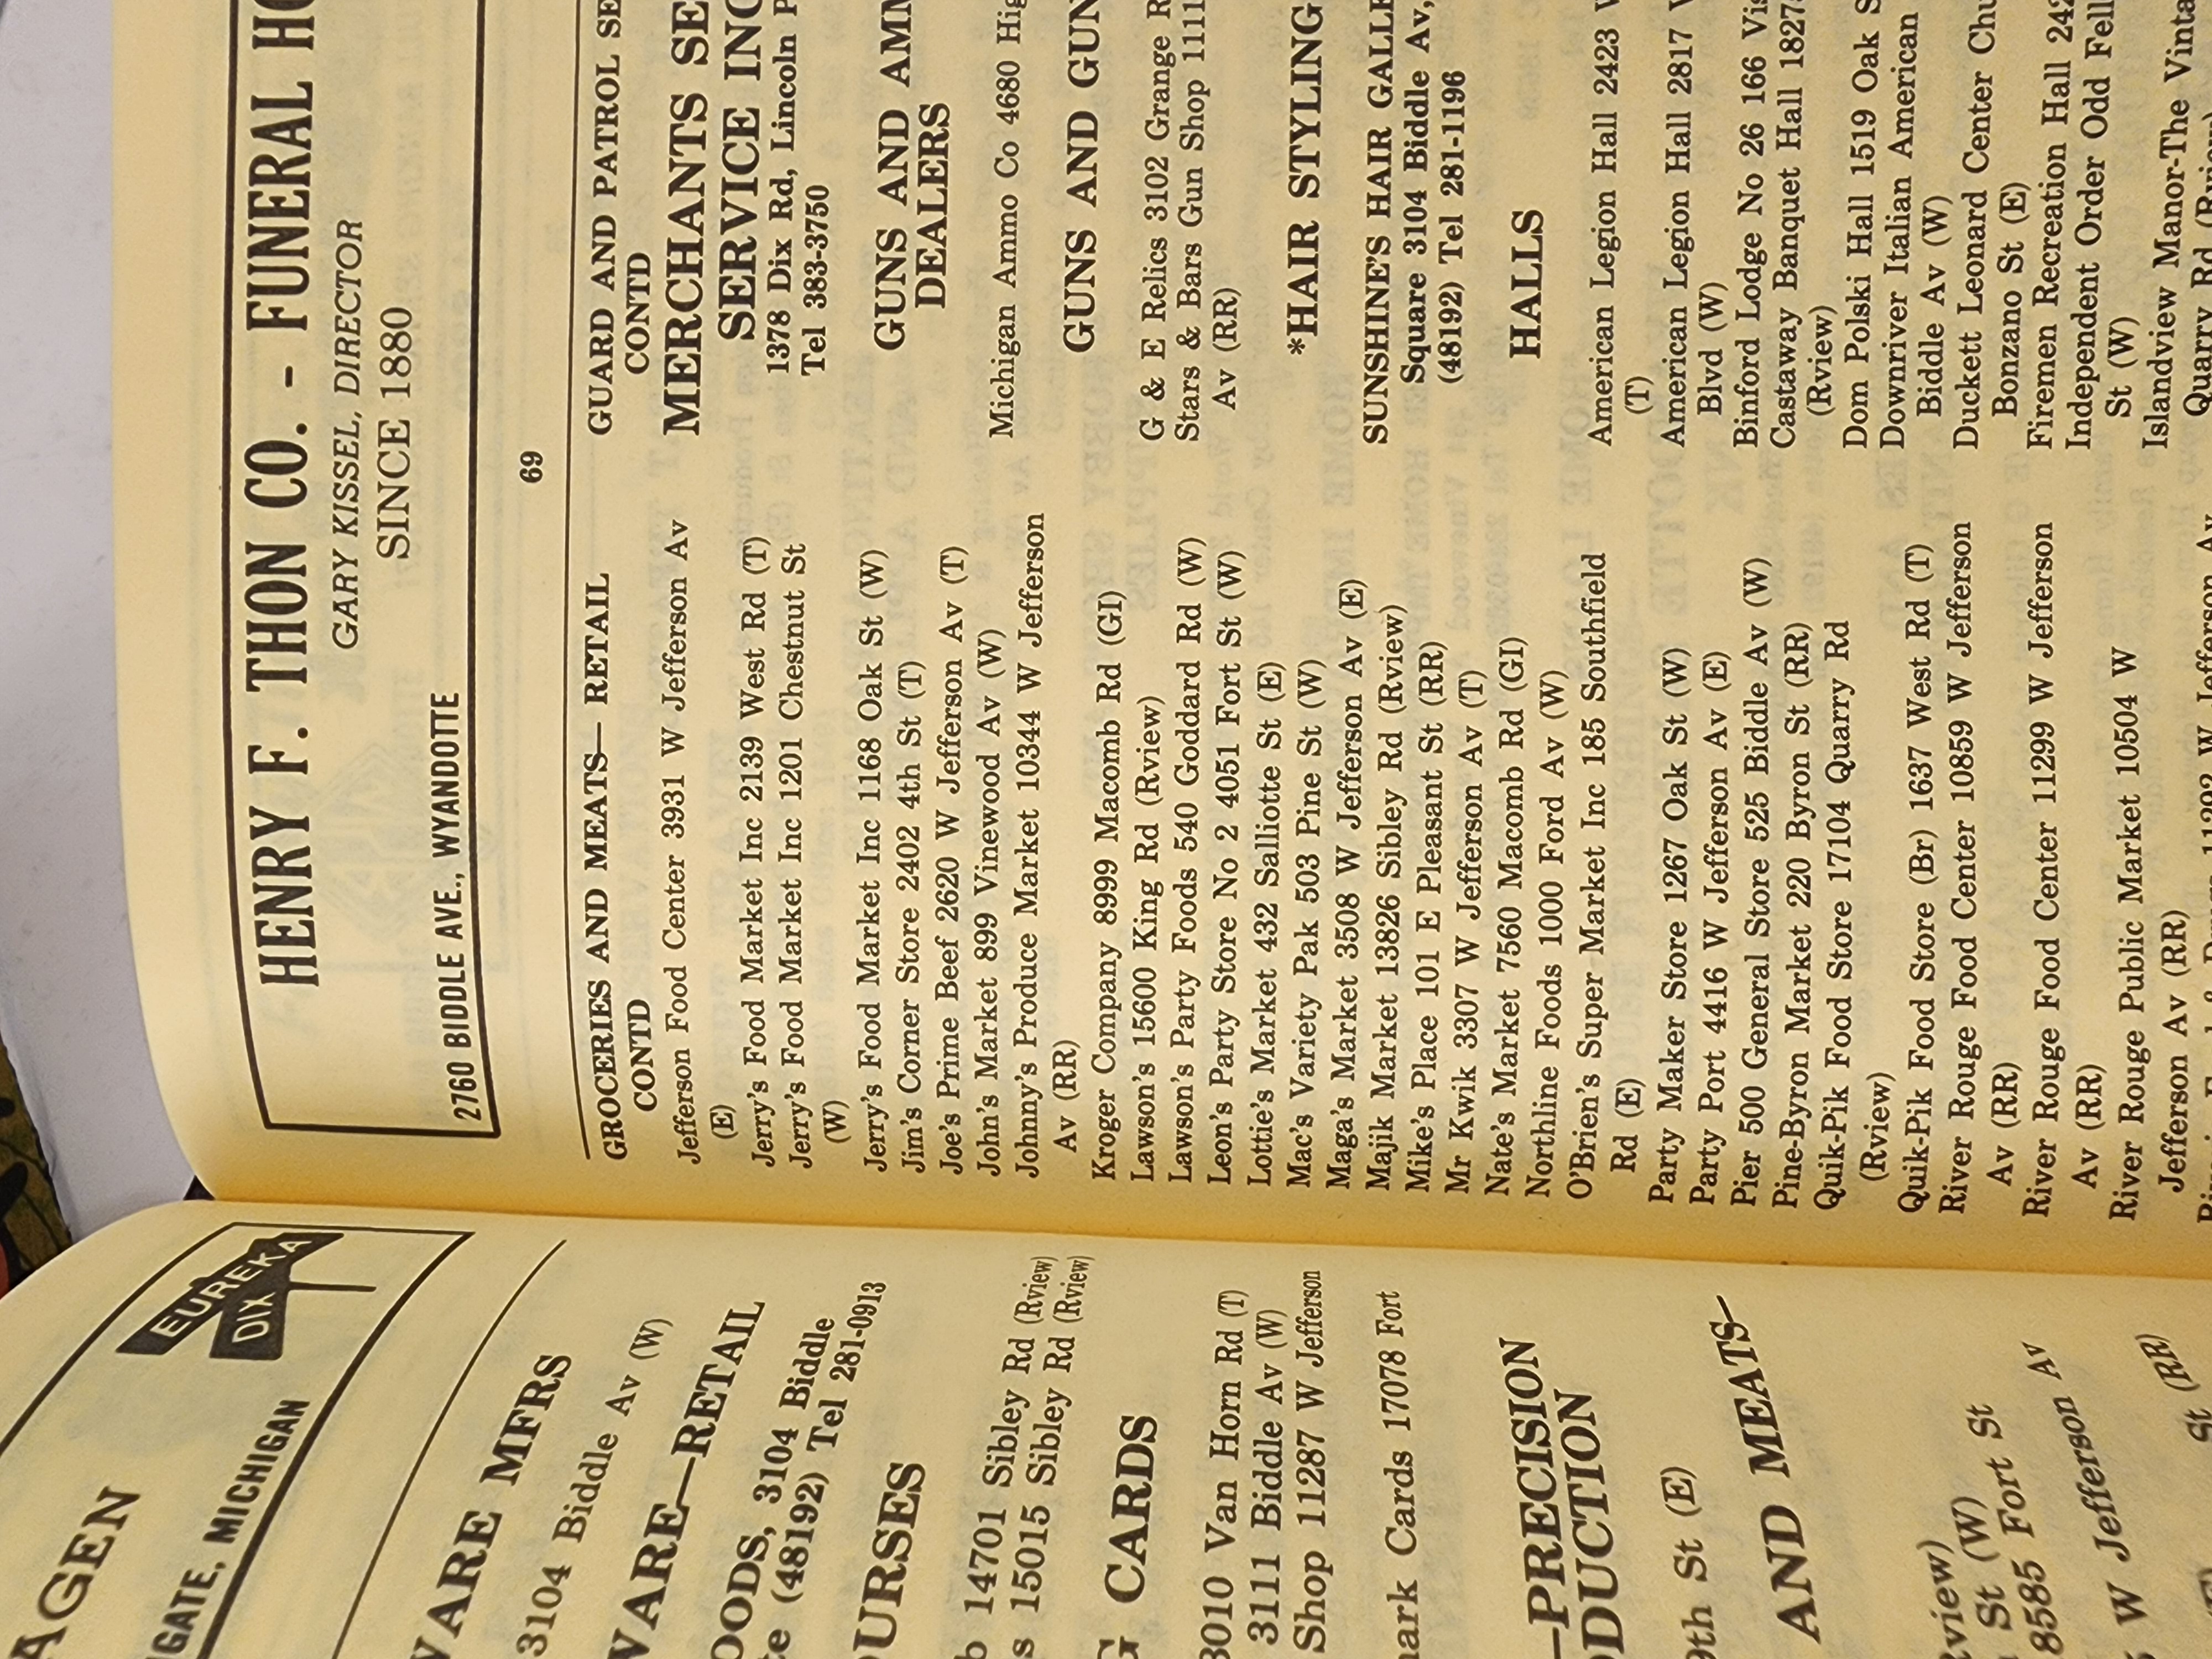 AGEN
GATE, MICHIGAN
EUREKA
DIX
WARE MFRS
3104 Biddle Av (W)
WARE—RETAIL
OODS, 3104 Biddle
(48192) Tel 281-0913
OURSES
14701 Sibley Rd (Rview)
15015 Sibley Rd (Rview)
G CARDS
3010 Van Horn Rd (T)
3111 Biddle Av (W)
Shop 11287 W Jefferson
mark Cards 17078 Fort
—PRECISION
ODUCTION
9th St (E)
AND MEATS—
St (W)
8585 Fort St
W Jefferson Av
St (RR)
HENRY F. THON CO. - FUNERAL HO
GARY KISSEL, DIRECTOR
SINCE 1880
2760 BIDDLE AVE., WYANDOTTE
69
GROCERIES AND MEATS— RETAIL
CONTD
Jefferson Food Center 3931 W Jefferson Av
(E)
Jerry's Food Market Inc 2139 West Rd (T)
Jerry's Food Market Inc 1201 Chestnut St
(W)
Jerry's Food Market Inc 1168 Oak St (W)
Jim's Corner Store 2402 4th St (T)
Joe's Prime Beef 2620 W Jefferson Av (T)
John's Market 899 Vinewood Av (W)
Johnny's Produce Market 10344 W Jefferson
Av (RR)
Kroger Company 8999 Macomb Rd (GI)
Lawson's 15600 King Rd (Rview)
Lawson's Party Foods 540 Goddard Rd (W)
Leon's Party Store No 2 4051 Fort St (W)
Lottie's Market 432 Salliotte St (E)
Mac's Variety Pak 503 Pine St (W)
Maga's Market 3508 W Jefferson Av (E)
Majik Market 13826 Sibley Rd (Rview)
Mike's Place 101 E Pleasant St (RR)
Mr Kwik 3307 W Jefferson Av (T)
Nate's Market 7560 Macomb Rd (GI)
Northline Foods 1000 Ford Av (W)
O'Brien's Super Market Inc 185 Southfield
Rd (E)
Party Maker Store 1267 Oak St (W)
Party Port 4416 W Jefferson Av (E)
Pier 500 General Store 525 Biddle Av (W)
Pine-Byron Market 220 Byron St (RR)
Quik-Pik Food Store 17104 Quarry Rd
(Rview)
Quik-Pik Food Store (Br) 1637 West Rd (T)
River Rouge Food Center 10859 W Jefferson
Av (RR)
River Rouge Food Center 11299 W Jefferson
Av (RR)
River Rouge Public Market 10504 W
Jefferson Av (RR)
GUARD AND PATROL SE
CONTD
MERCHANTS SE
SERVICE INC
1378 Dix Rd, Lincoln P
Tel 383-3750
GUNS AND AMM
DEALERS
Michigan Ammo Co 4680 Hig
GUNS AND GUN
G & E Relics 3102 Grange R
Stars & Bars Gun Shop 1111
Av (RR)
*HAIR STYLING
SUNSHINE'S HAIR GALLE
Square 3104 Biddle Av,
(48192) Tel 281-1196
HALLS
American Legion Hall 2423
(T)
American Legion Hall 2817
Blvd (W)
Binford Lodge No 26 166 Vis
Castaway Banquet Hall 1827
(Rview)
Dom Polski Hall 1519 Oak S
Downriver Italian American
Biddle Av (W)
Duckett Leonard Center Chu
Bonzano St (E)
Firemen Recreation Hall 242
Independent Order Odd Fell
St (W)
Islandview Manor-The Vinta
Quarry Rd